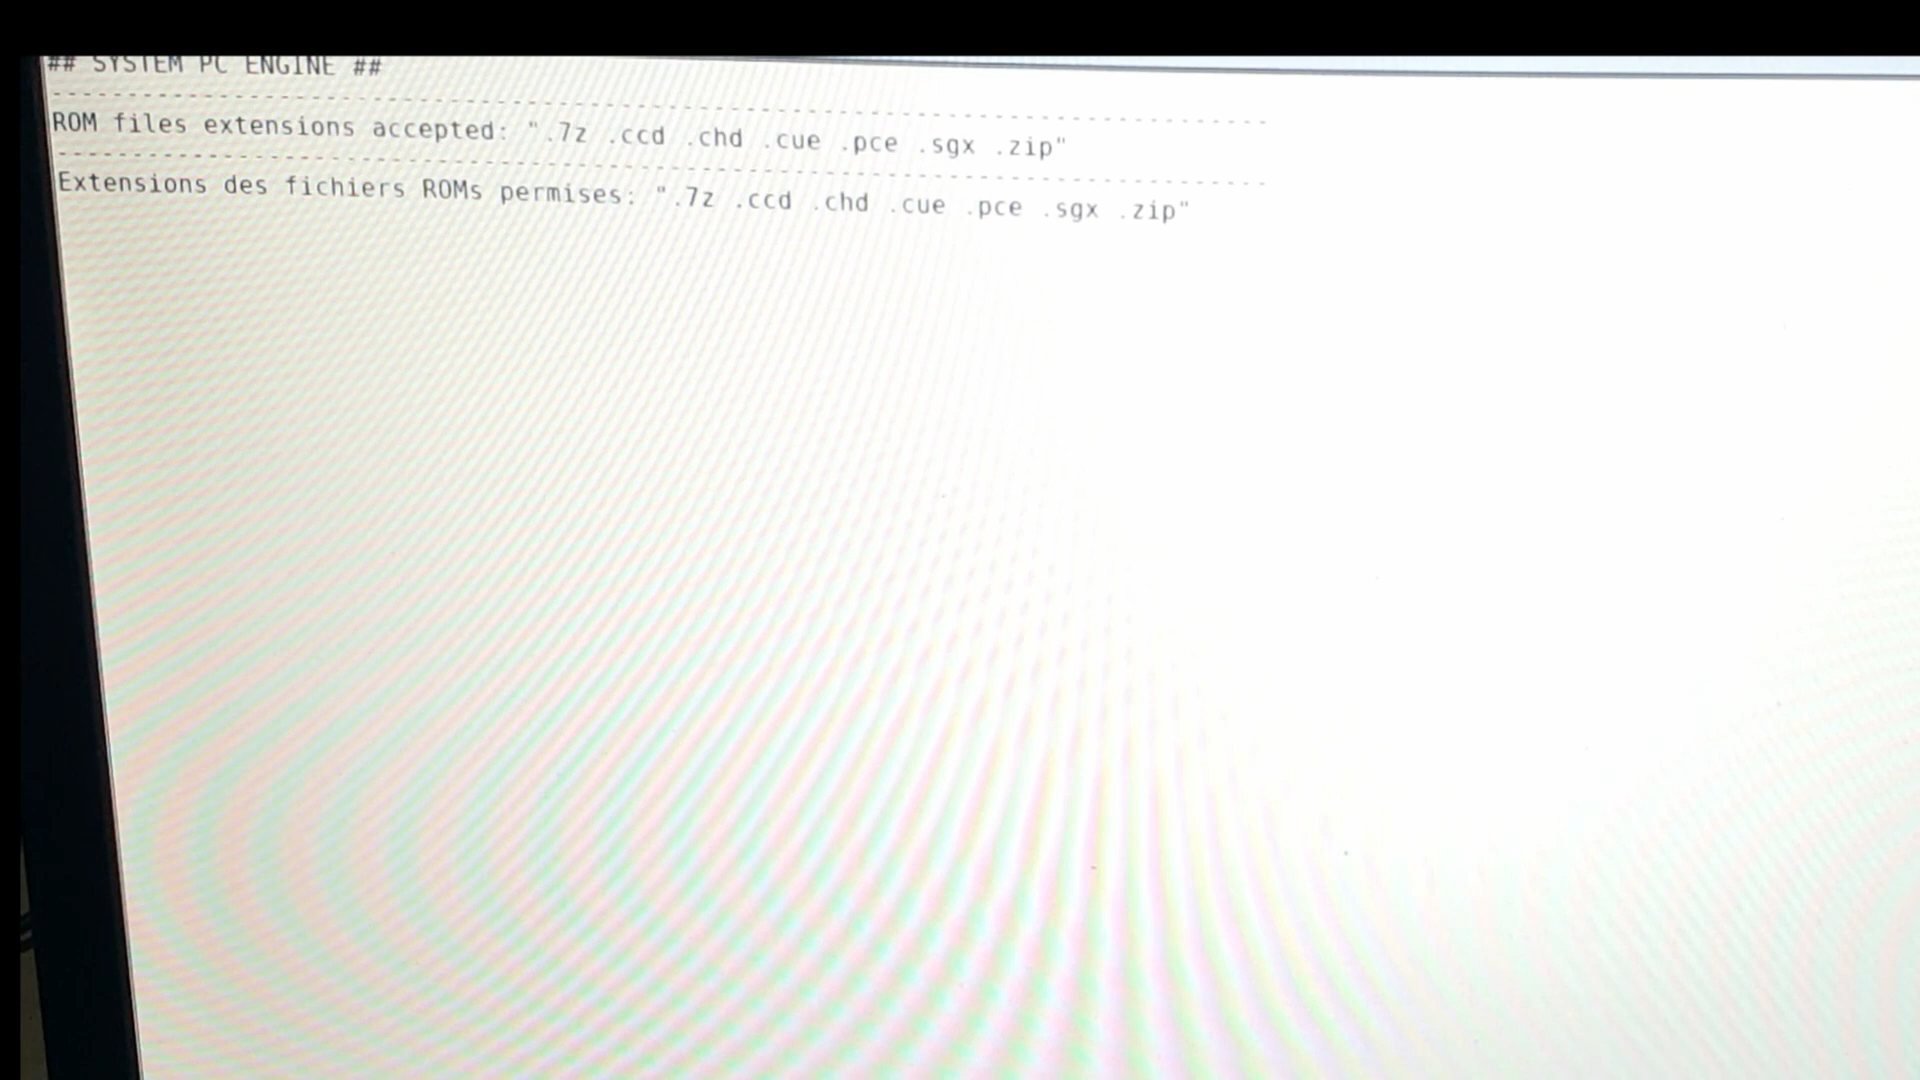 ## SYSTEM PC ENGINE ##
--------------------------------------------------------------------------------
ROM files extensions accepted: ".7z .ccd .chd .cue .pce .sgx .zip"
--------------------------------------------------------------------------------
Extensions des fichiers ROMs permises: ".7z .ccd .chd .cue .pce .sgx .zip"